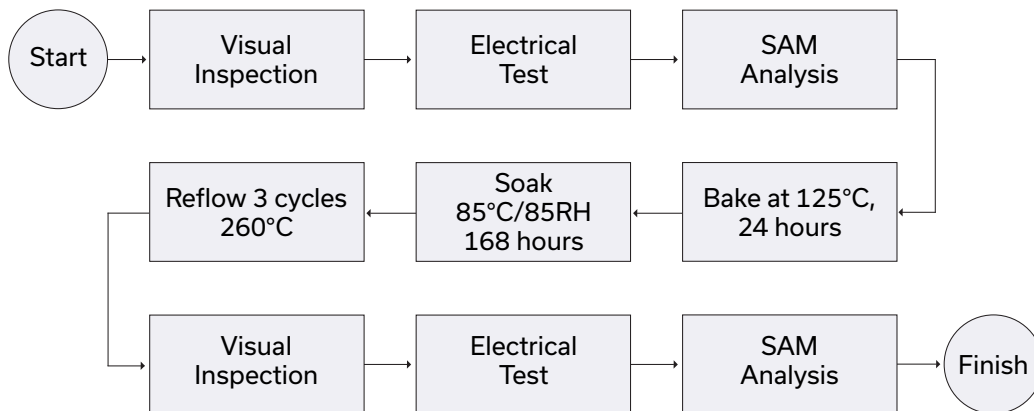 Start
Visual
Inspection
Electrical
Test
SAM
Analysis
Bake at 125°C,
24 hours
Soak
85°C/85RH
168 hours
Reflow 3 cycles
260°C
Visual
Inspection
Electrical
Test
SAM
Analysis
Finish